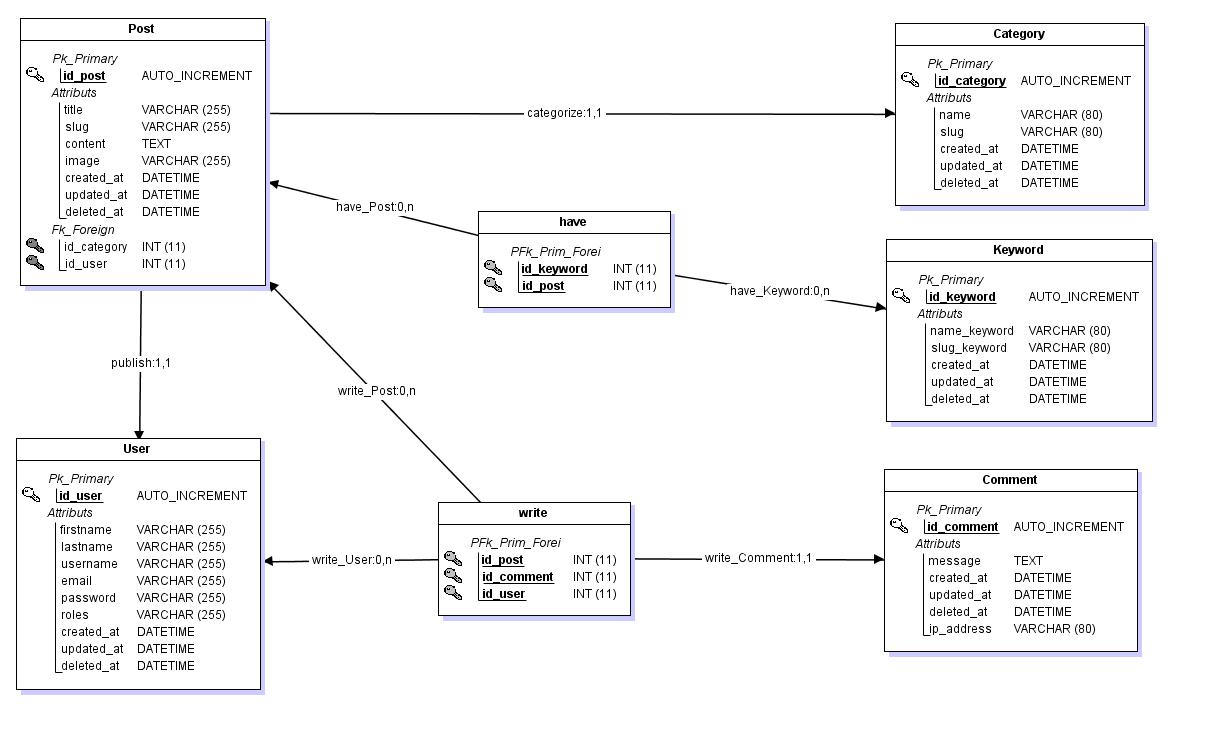 Post
Pk_Primary
id_post AUTO_INCREMENT
Attributs
title VARCHAR (255)
slug VARCHAR (255)
content TEXT
image VARCHAR (255)
created_at DATETIME
updated_at DATETIME
deleted_at DATETIME
Fk_Foreign
id_category INT (11)
id_user INT (11)
categorize:1,1
Category
Pk_Primary
id_category AUTO_INCREMENT
Attributs
name VARCHAR (80)
slug VARCHAR (80)
created_at DATETIME
updated_at DATETIME
deleted_at DATETIME
have_Post:0,n
have
PFk_Prim_Forei
id_keyword INT (11)
id_post INT (11)
have_Keyword:0,n
Keyword
Pk_Primary
id_keyword AUTO_INCREMENT
Attributs
name_keyword VARCHAR (80)
slug_keyword VARCHAR (80)
created_at DATETIME
updated_at DATETIME
deleted_at DATETIME
publish:1,1
write_Post:0,n
User
Pk_Primary
id_user AUTO_INCREMENT
Attributs
firstname VARCHAR (255)
lastname VARCHAR (255)
username VARCHAR (255)
email VARCHAR (255)
password VARCHAR (255)
roles VARCHAR (255)
created_at DATETIME
updated_at DATETIME
deleted_at DATETIME
write_User:0,n
write
PFk_Prim_Forei
id_post INT (11)
id_comment INT (11)
id_user INT (11)
write_Comment:1,1
Comment
Pk_Primary
id_comment AUTO_INCREMENT
Attributs
message TEXT
created_at DATETIME
updated_at DATETIME
deleted_at DATETIME
ip_address VARCHAR (80)